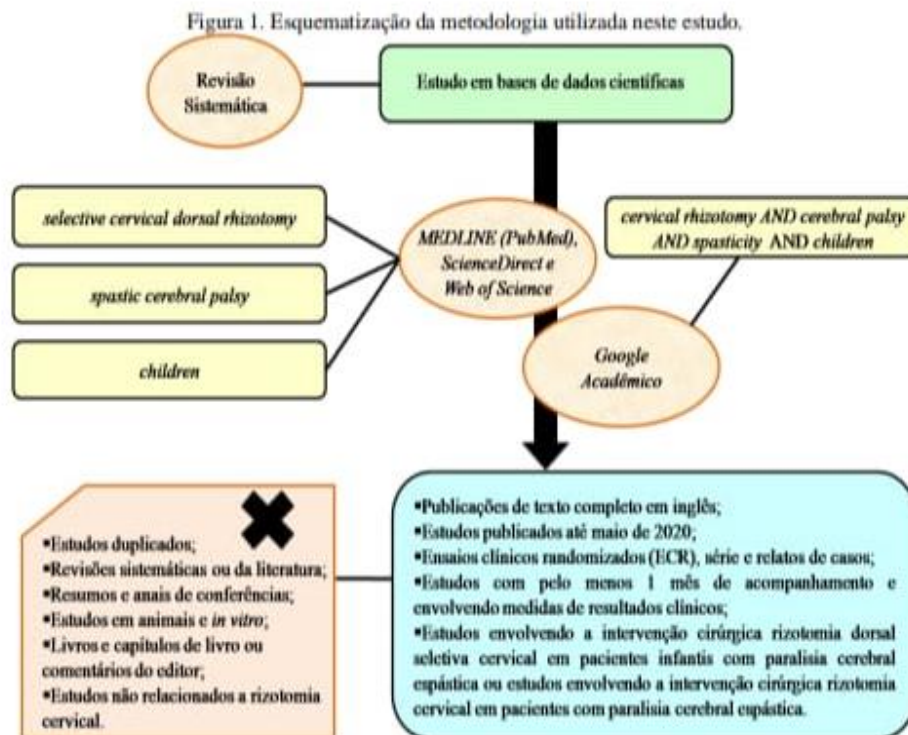 Figura 1. Esquematização da metodologia utilizada neste estudo.
Revisão
Sistemática
Estudo em bases de dados científicas
selective cervical dorsal rhizotomy
spastic cerebral palsy
children
MEDLINE (PubMed),
ScienceDirect e
Web of Science
cervical rhizotomy AND cerebral palsy
AND spasticity AND children
Google
Acadêmico
▪Estudos duplicados;
▪Revisões sistemáticas ou da literatura;
▪Resumos e anais de conferências;
▪Estudos em animais e in vitro;
▪Livros e capítulos de livro ou
comentários do editor;
▪Estudos não relacionados a rizotomia
cervical.
▪Publicações de texto completo em inglês;
▪Estudos publicados até maio de 2020;
▪Ensaios clínicos randomizados (ECR), série e relatos de casos;
▪Estudos com pelo menos 1 mês de acompanhamento e
envolvendo medidas de resultados clínicos;
▪Estudos envolvendo a intervenção cirúrgica rizotomia dorsal
seletiva cervical em pacientes infantis com paralisia cerebral
espástica ou estudos envolvendo a intervenção cirúrgica rizotomia
cervical em pacientes com paralisia cerebral espástica.